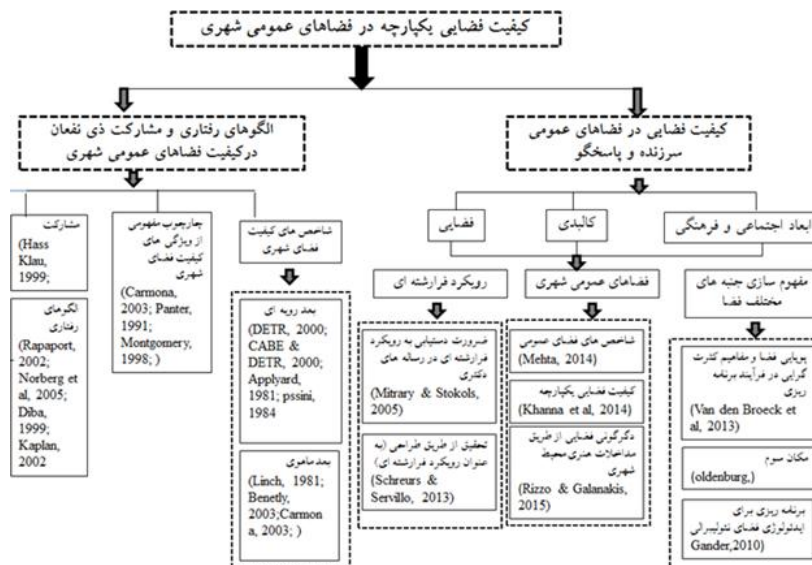 کیفیت فضایی یکپارچه در فضاهای عمومی شهری
کیفیت فضایی در فضاهای عمومی
سرزنده و پاسخگو
الگوهای رفتاری و مشارکت ذی نفعان
درکیفیت فضاهای عمومی شهری
ابعاد اجتماعی و فرهنگی
کالبدی
فضایی
مفهوم سازی جنبه های
مختلف فضا
فضاهای عمومی شهری
رویکرد فرارشته ای
پویایی فضا و مفاهیم کثرت
گرایی در فرآیند برنامه
ریزی
(Van den Broeck et
al, 2013)
مکان سوم
(oldenburg,)
برنامه ریزی برای
ایدئولوژی فضای نئولیبرالی
Gander,2010)
شاخص های فضای عمومی
(Mehta, 2014)
کیفیت فضایی یکپارچه
(Khanna et al, 2014)
دگرگونی فضایی از طریق
مداخلات هنری محیط
شهری
(Rizzo & Galanakis,
2015)
ضرورت دستیابی به رویکرد
فرارشته ای در رساله های
دکتری
(Mitrary & Stokols,
2005)
تحقیق از طریق طراحی (به
عنوان رویکرد فرارشته ای)
(Schreurs &
Servillo, 2013)
شاخص های کیفیت
فضای شهری
بعد رویه ای
(DETR, 2000;
CABE &
DETR, 2000;
Applyard,
1981; pssini,
1984
بعد ماهوی
(Linch, 1981;
Benetly,
2003;Carmon
a, 2003; )
چارچوب مفهومی
از ویژگی های
کیفیت فضای
شهری
(Carmona,
2003; Panter,
1991;
Montgomery,
1998; )
مشارکت
(Hass
Klau,
1999;
الگوهای
رفتاری
(Rapaport,
2002;
Norberg et
al, 2005;
Diba,
1999;
Kaplan,
2002